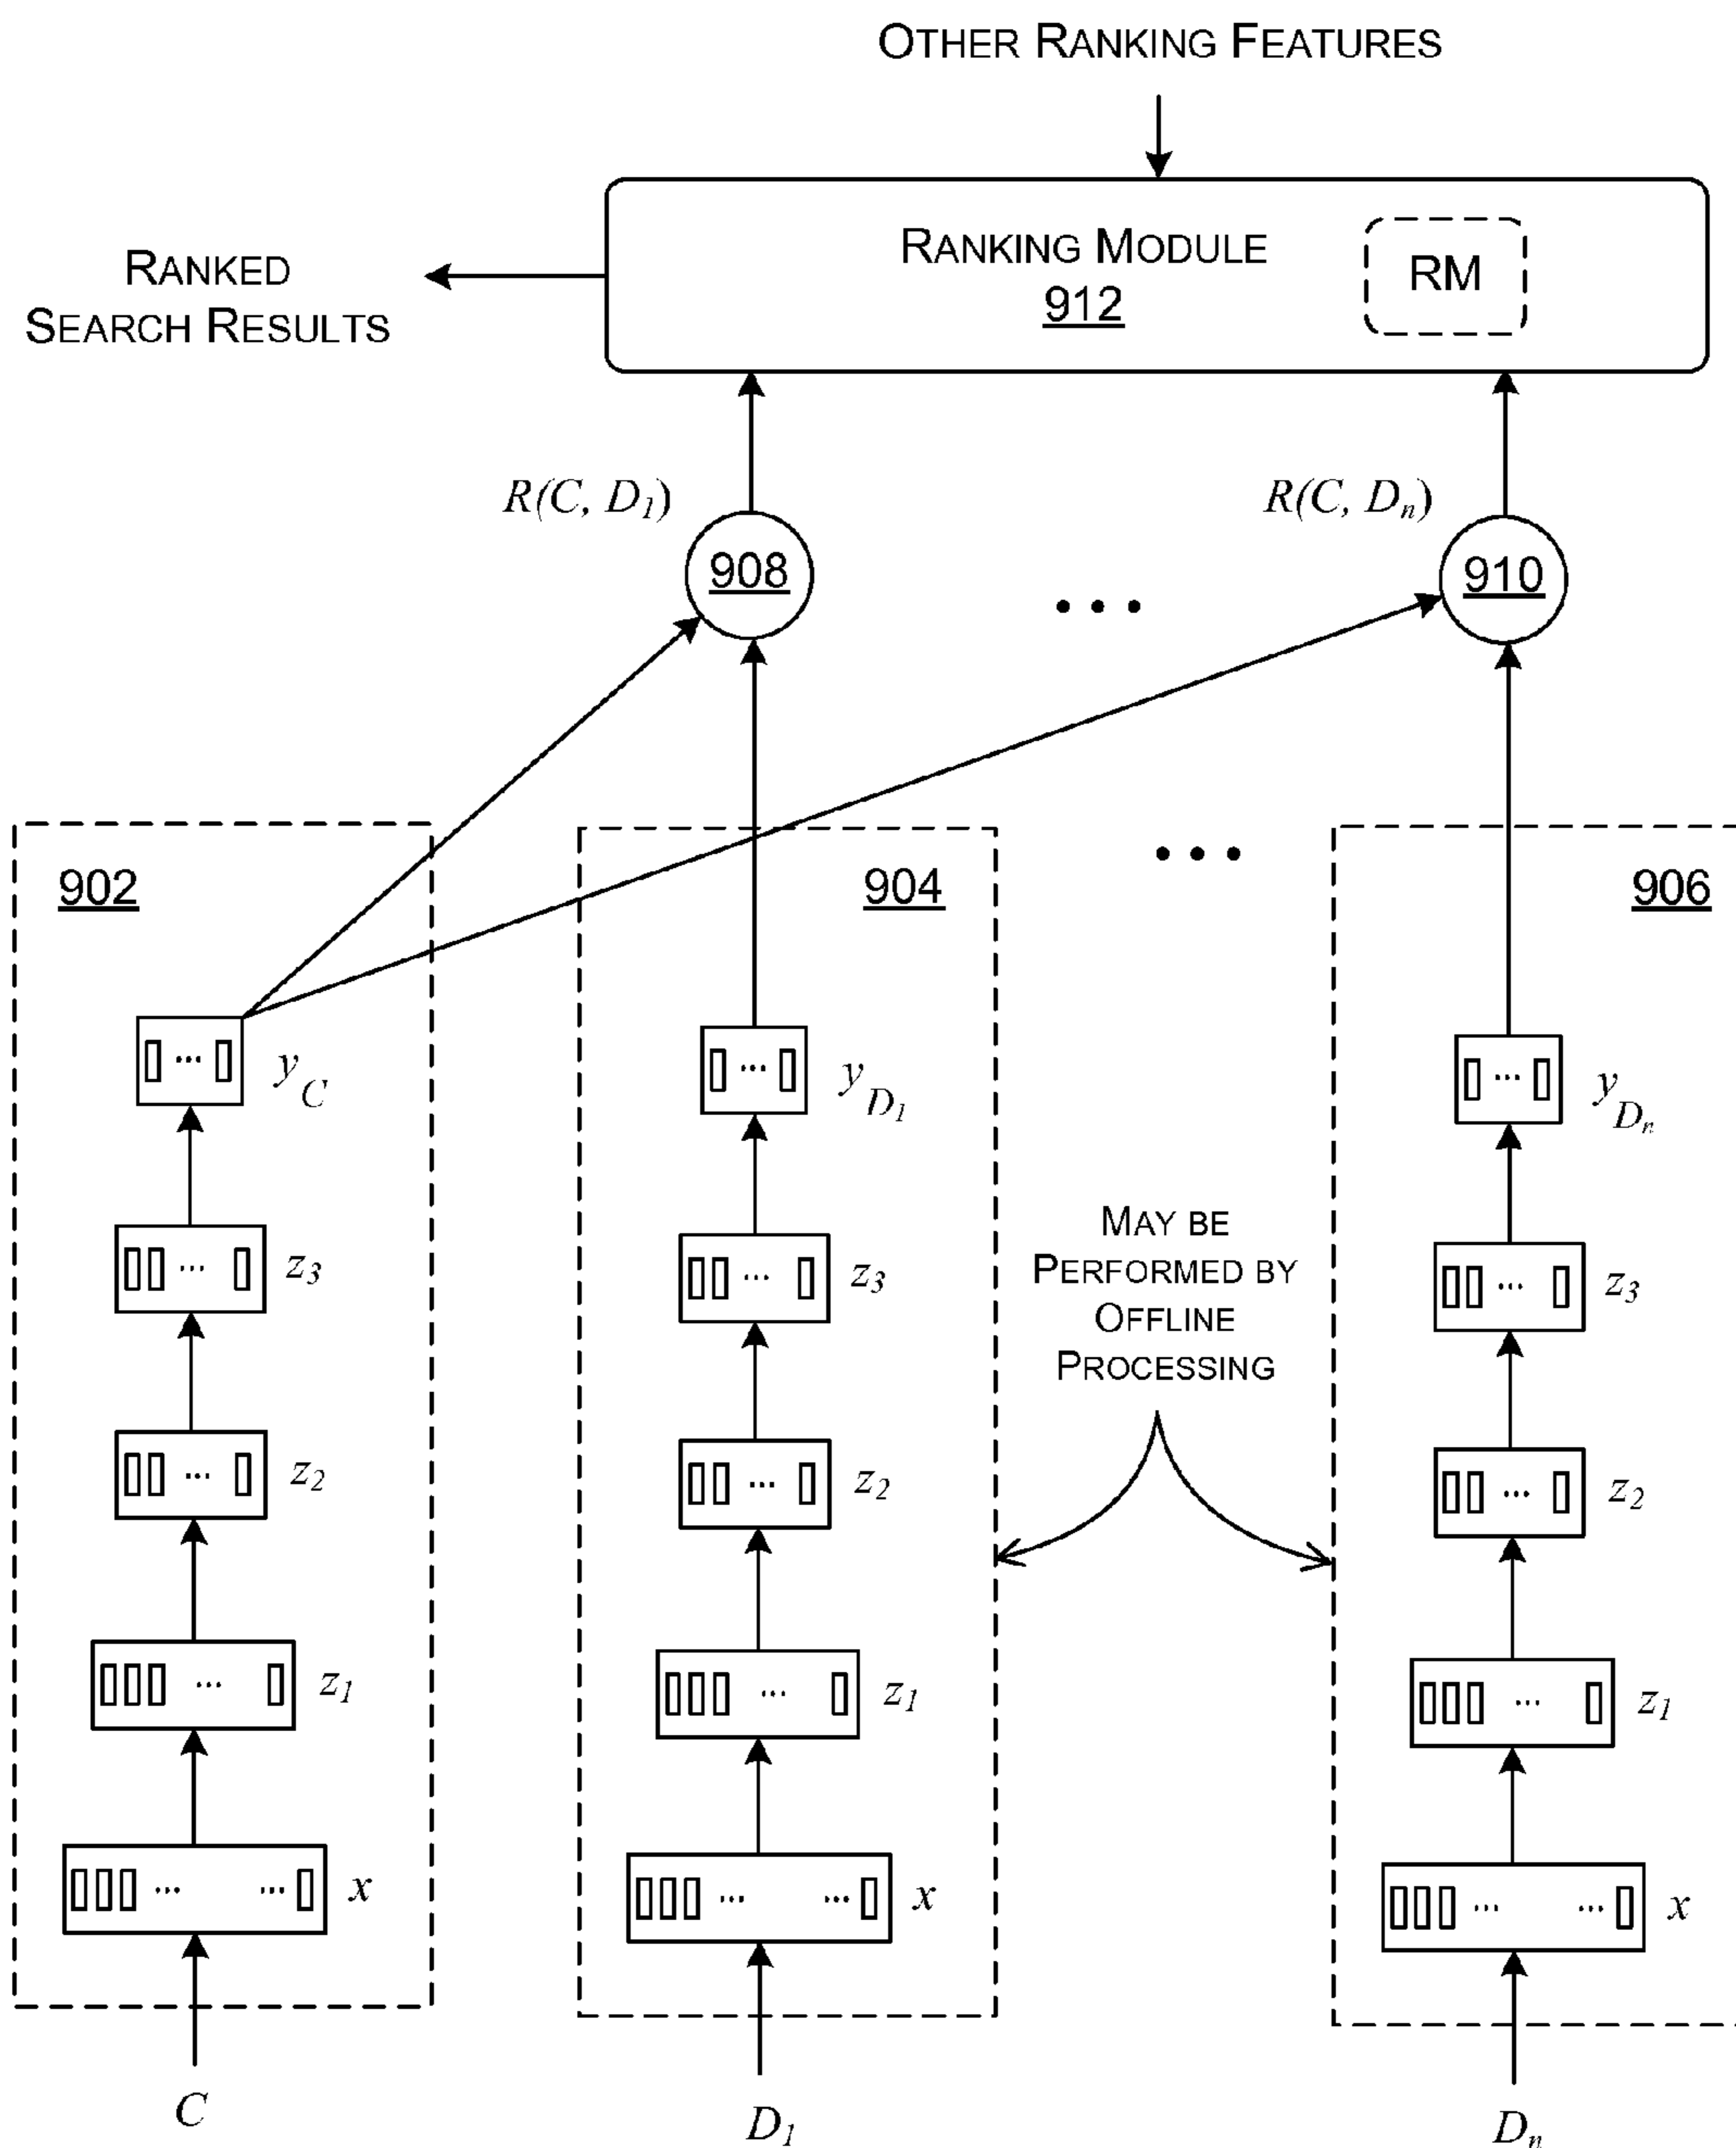 OTHER RANKING FEATURES
RANKING MODULE
912
RM
RANKED
SEARCH RESULTS
R(C, D1)
R(C, Dn)
908
910
...
902
904
...
906
... yC
... yD1
... yDn
MAY BE
PERFORMED BY
OFFLINE
PROCESSING
... z3
... z3
... z3
... z2
... z2
... z2
... z1
... z1
... z1
... ... x
... ... x
... ... x
C
D1
Dn